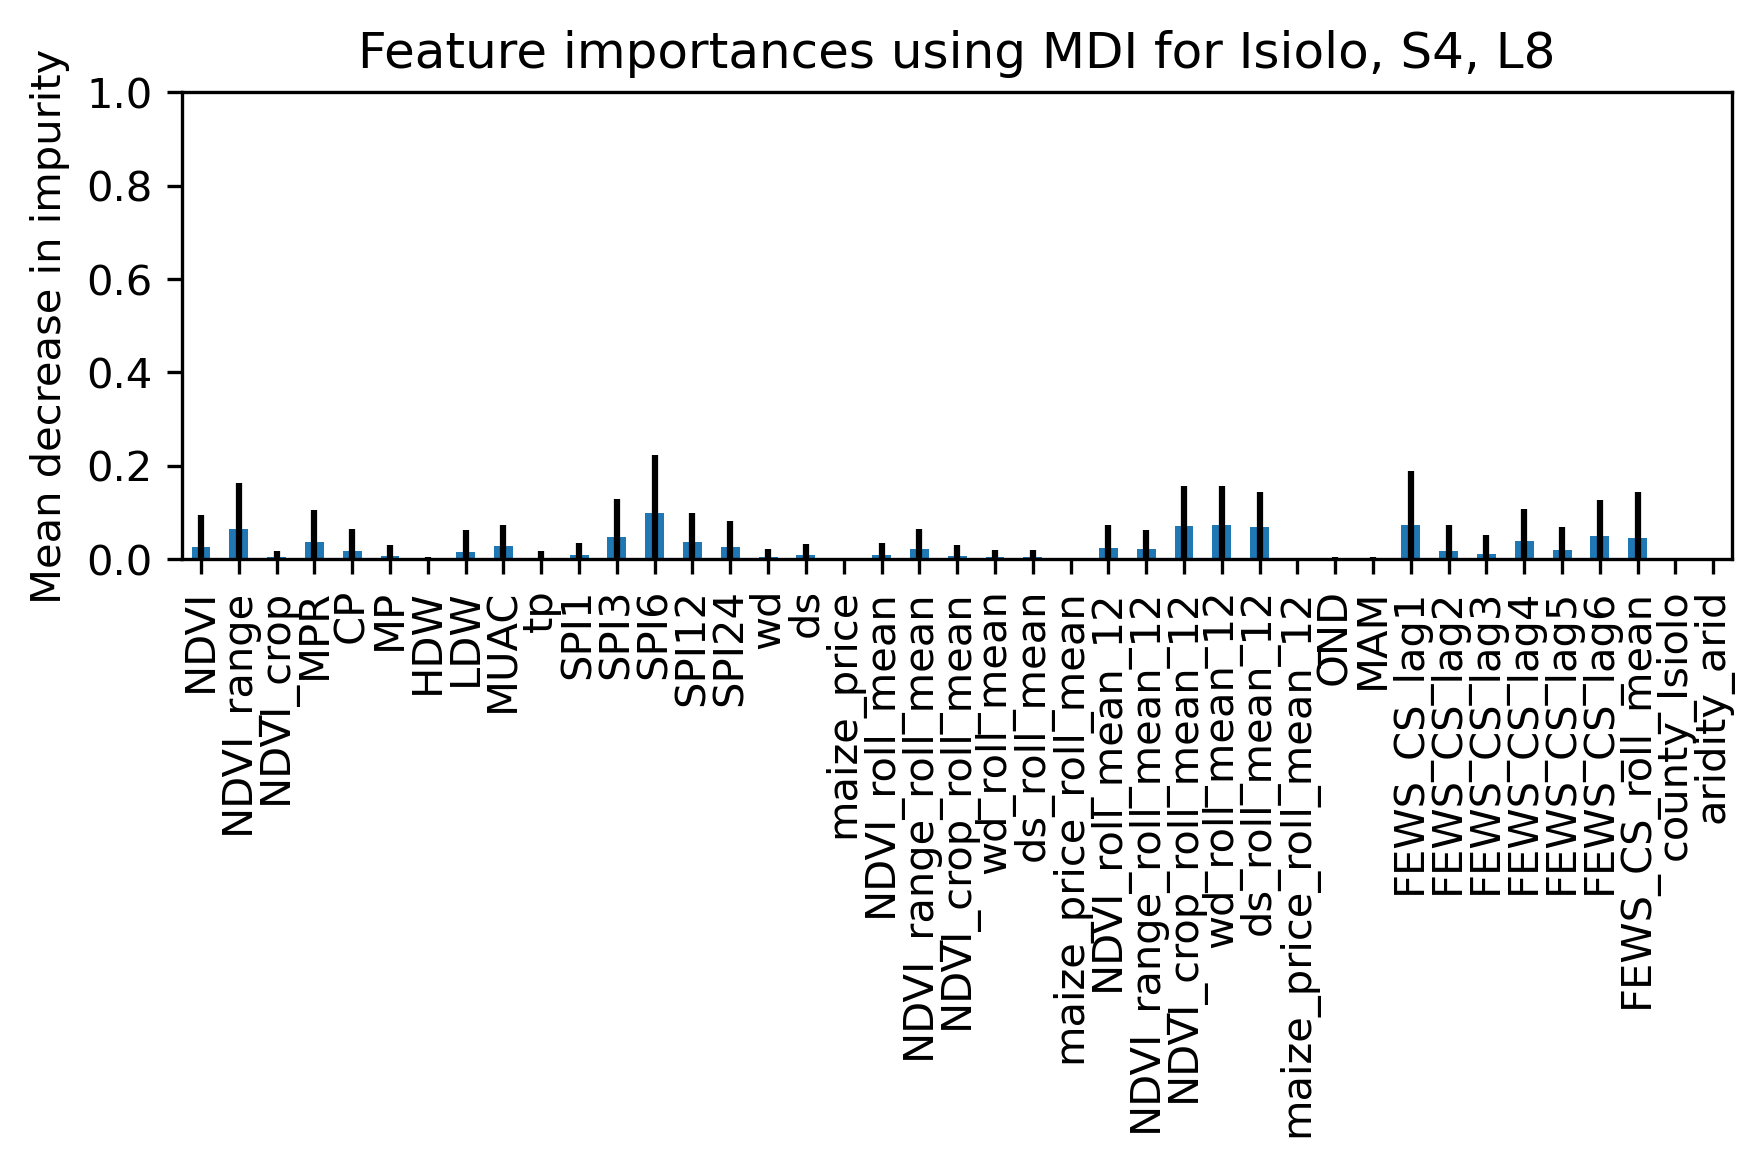 Feature importances using MDI for Isiolo, S4, L8
Mean decrease in impurity
1.0
0.8
0.6
0.4
0.2
0.0
NDVI
NDVI_range
NDVI_crop
MPR
CP
MP
HDW
LDW
MUAC
tp
SPI1
SPI3
SPI6
SPI12
SPI24
wd
ds
maize_price
NDVI_roll_mean
NDVI_range_roll_mean
NDVI_crop_roll_mean
wd_roll_mean
ds_roll_mean
maize_price_roll_mean
NDVI_roll_mean_12
NDVI_range_roll_mean_12
NDVI_crop_roll_mean_12
wd_roll_mean_12
ds_roll_mean_12
maize_price_roll_mean_12
OND
MAM
FEWS_CS_lag1
FEWS_CS_lag2
FEWS_CS_lag3
FEWS_CS_lag4
FEWS_CS_lag5
FEWS_CS_lag6
FEWS_CS_roll_mean
county_Isiolo
aridity_arid